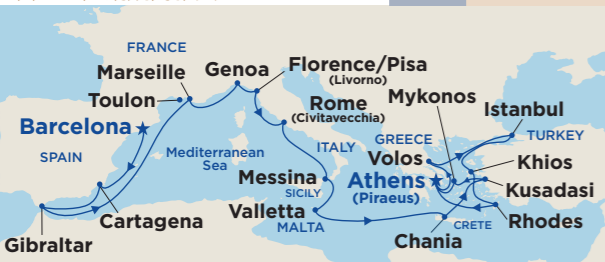 FRANCE
Marseille
Genoa
Florence/Pisa
(Livorno)
Toulon
Rome
(Civitavecchia)
Mykonos
Istanbul
Barcelona
SPAIN
Mediterranean
Sea
ITALY
GREECE
TURKEY
Volos
Khios
Messina
SICILY
Athens
(Piraeus)
Kusadasi
Valletta
MALTA
Cartagena
Gibraltar
Chania
CRETE
Rhodes